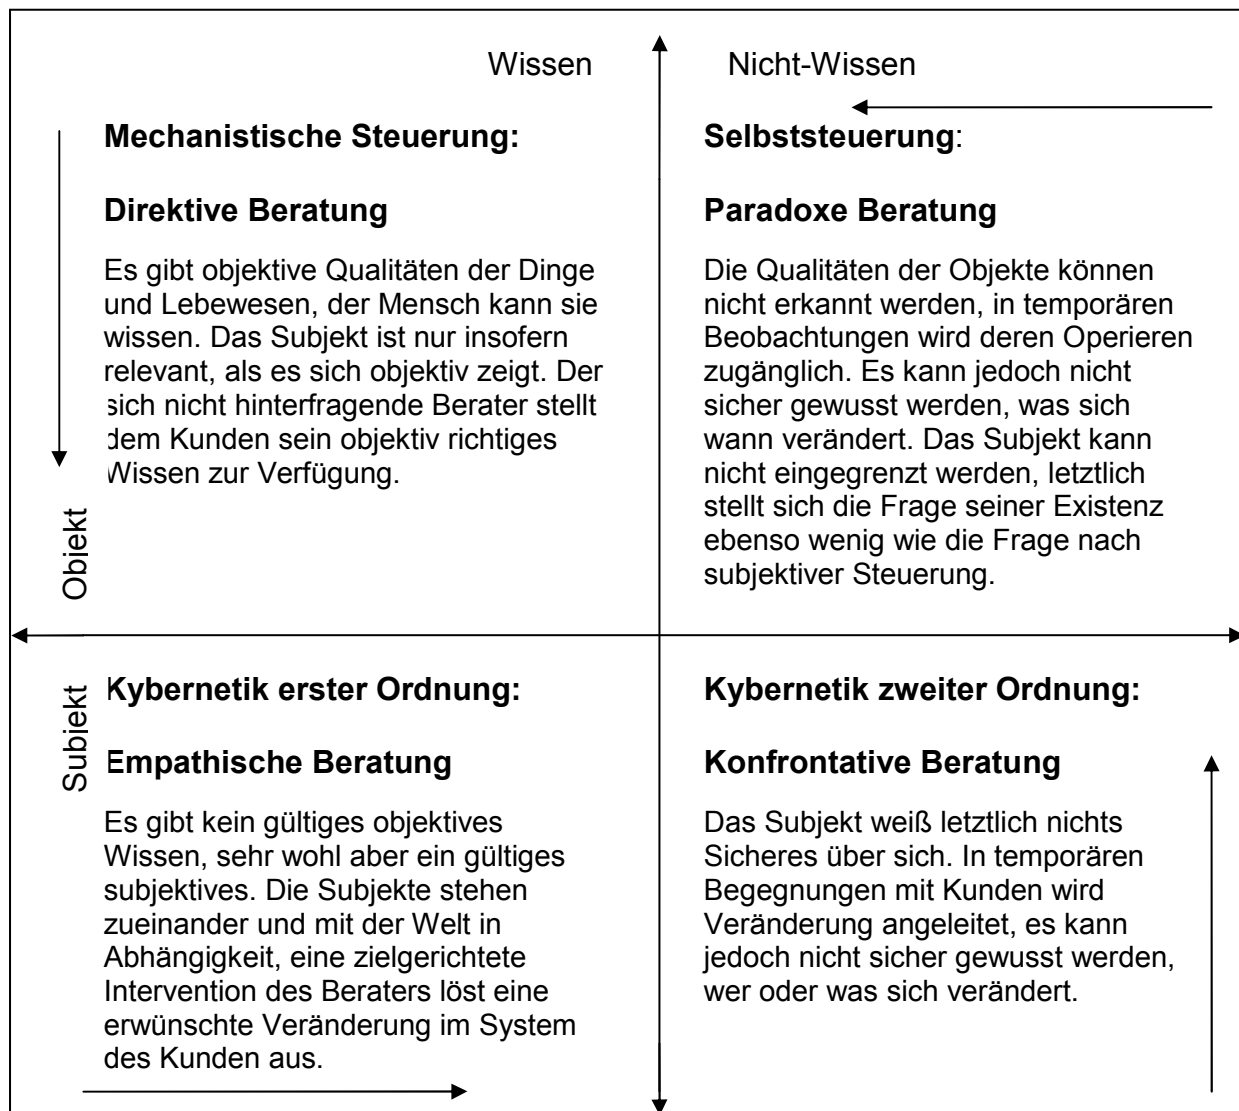 Wissen
Nicht-Wissen
Mechanistische Steuerung:
Direktive Beratung
Es gibt objektive Qualitäten der Dinge
und Lebewesen, der Mensch kann sie
wissen. Das Subjekt ist nur insofern
relevant, als es sich objektiv zeigt. Der
sich nicht hinterfragende Berater stellt
dem Kunden sein objektiv richtiges
Wissen zur Verfügung.
Selbststeuerung:
Paradoxe Beratung
Die Qualitäten der Objekte können
nicht erkannt werden, in temporären
Beobachtungen wird deren Operieren
zugänglich. Es kann jedoch nicht
sicher gewusst werden, was sich
wann verändert. Das Subjekt kann
nicht eingegrenzt werden, letztlich
stellt sich die Frage seiner Existenz
ebenso wenig wie die Frage nach
subjektiver Steuerung.
Objekt
Subjekt
Kybernetik erster Ordnung:
Empathische Beratung
Es gibt kein gültiges objektives
Wissen, sehr wohl aber ein gültiges
subjektives. Die Subjekte stehen
zueinander und mit der Welt in
Abhängigkeit, eine zielgerichtete
Intervention des Beraters löst eine
erwünschte Veränderung im System
des Kunden aus.
Kybernetik zweiter Ordnung:
Konfrontative Beratung
Das Subjekt weiß letztlich nichts
Sicheres über sich. In temporären
Begegnungen mit Kunden wird
Veränderung angeleitet, es kann
jedoch nicht sicher gewusst werden,
wer oder was sich verändert.